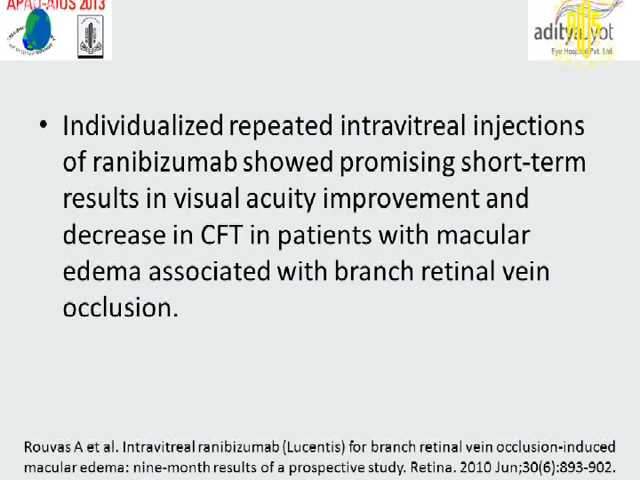 APAO-AIOS 2013
adityaJyot
Eye Hospital Pvt. Ltd.
• Individualized repeated intravitreal injections
of ranibizumab showed promising short-term
results in visual acuity improvement and
decrease in CFT in patients with macular
edema associated with branch retinal vein
occlusion.
Rouvas A et al. Intravitreal ranibizumab (Lucentis) for branch retinal vein occlusion-induced
macular edema: nine-month results of a prospective study. Retina. 2010 Jun;30(6):893-902.